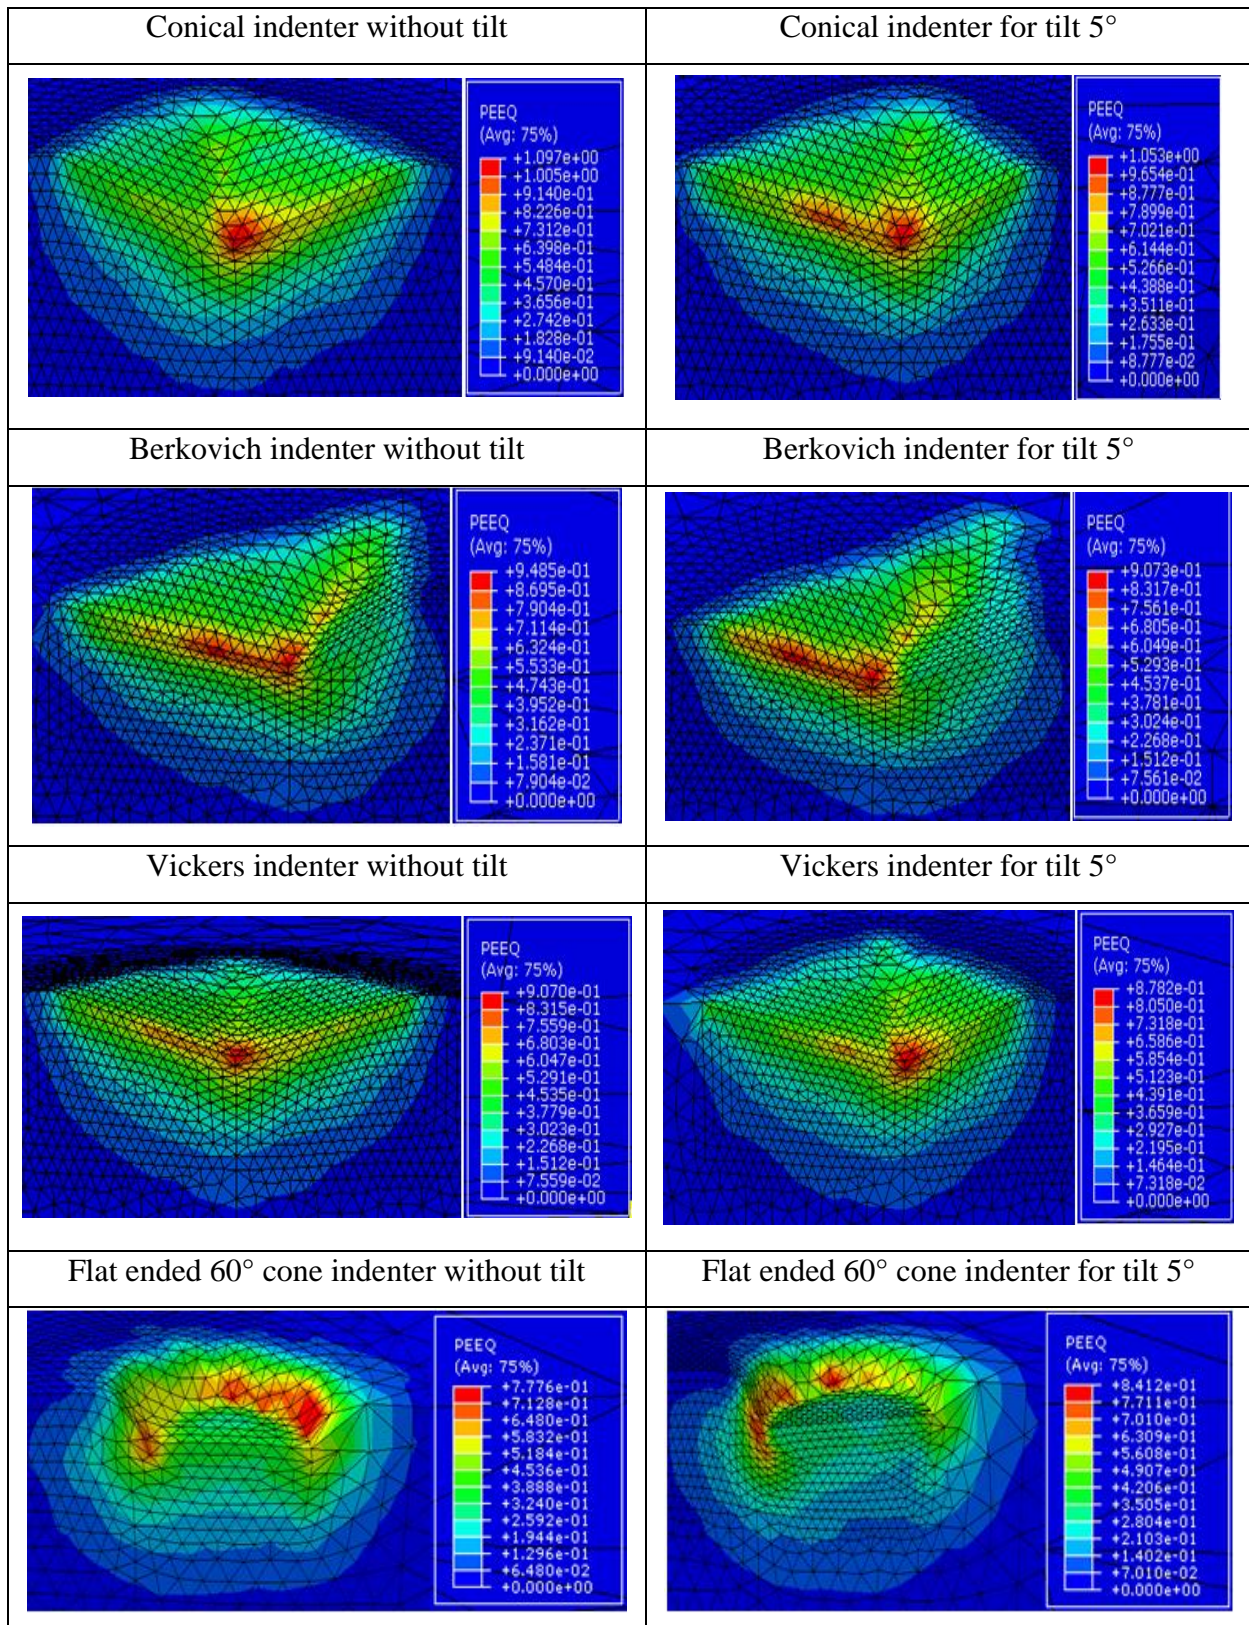 Conical indenter without tilt
Conical indenter for tilt 5°
PEEQ
(Avg: 75%)
+1.097e+00
+1.005e+00
+9.140e-01
+8.226e-01
+7.312e-01
+6.398e-01
+5.484e-01
+4.570e-01
+3.656e-01
+2.742e-01
+1.828e-01
+9.140e-02
+0.000e+00
PEEQ
(Avg: 75%)
+1.053e+00
+9.654e-01
+8.777e-01
+7.899e-01
+7.021e-01
+6.144e-01
+5.266e-01
+4.388e-01
+3.511e-01
+2.633e-01
+1.755e-01
+8.777e-02
+0.000e+00
Berkovich indenter without tilt
Berkovich indenter for tilt 5°
PEEQ
(Avg: 75%)
+9.485e-01
+8.695e-01
+7.904e-01
+7.114e-01
+6.324e-01
+5.533e-01
+4.743e-01
+3.952e-01
+3.162e-01
+2.371e-01
+1.581e-01
+7.904e-02
+0.000e+00
PEEQ
(Avg: 75%)
+9.073e-01
+8.317e-01
+7.561e-01
+6.805e-01
+6.049e-01
+5.293e-01
+4.537e-01
+3.781e-01
+3.024e-01
+2.268e-01
+1.512e-01
+7.561e-02
+0.000e+00
Vickers indenter without tilt
Vickers indenter for tilt 5°
PEEQ
(Avg: 75%)
+9.070e-01
+8.315e-01
+7.559e-01
+6.803e-01
+6.047e-01
+5.291e-01
+4.535e-01
+3.779e-01
+3.023e-01
+2.268e-01
+1.512e-01
+7.559e-02
+0.000e+00
PEEQ
(Avg: 75%)
+8.782e-01
+8.050e-01
+7.318e-01
+6.586e-01
+5.854e-01
+5.123e-01
+4.391e-01
+3.659e-01
+2.927e-01
+2.195e-01
+1.464e-01
+7.318e-02
+0.000e+00
Flat ended 60° cone indenter without tilt
Flat ended 60° cone indenter for tilt 5°
PEEQ
(Avg: 75%)
+7.776e-01
+7.128e-01
+6.480e-01
+5.832e-01
+5.184e-01
+4.536e-01
+3.888e-01
+3.240e-01
+2.592e-01
+1.944e-01
+1.296e-01
+6.480e-02
+0.000e+00
PEEQ
(Avg: 75%)
+8.412e-01
+7.711e-01
+7.010e-01
+6.309e-01
+5.608e-01
+4.907e-01
+4.206e-01
+3.505e-01
+2.804e-01
+2.103e-01
+1.402e-01
+7.010e-02
+0.000e+00